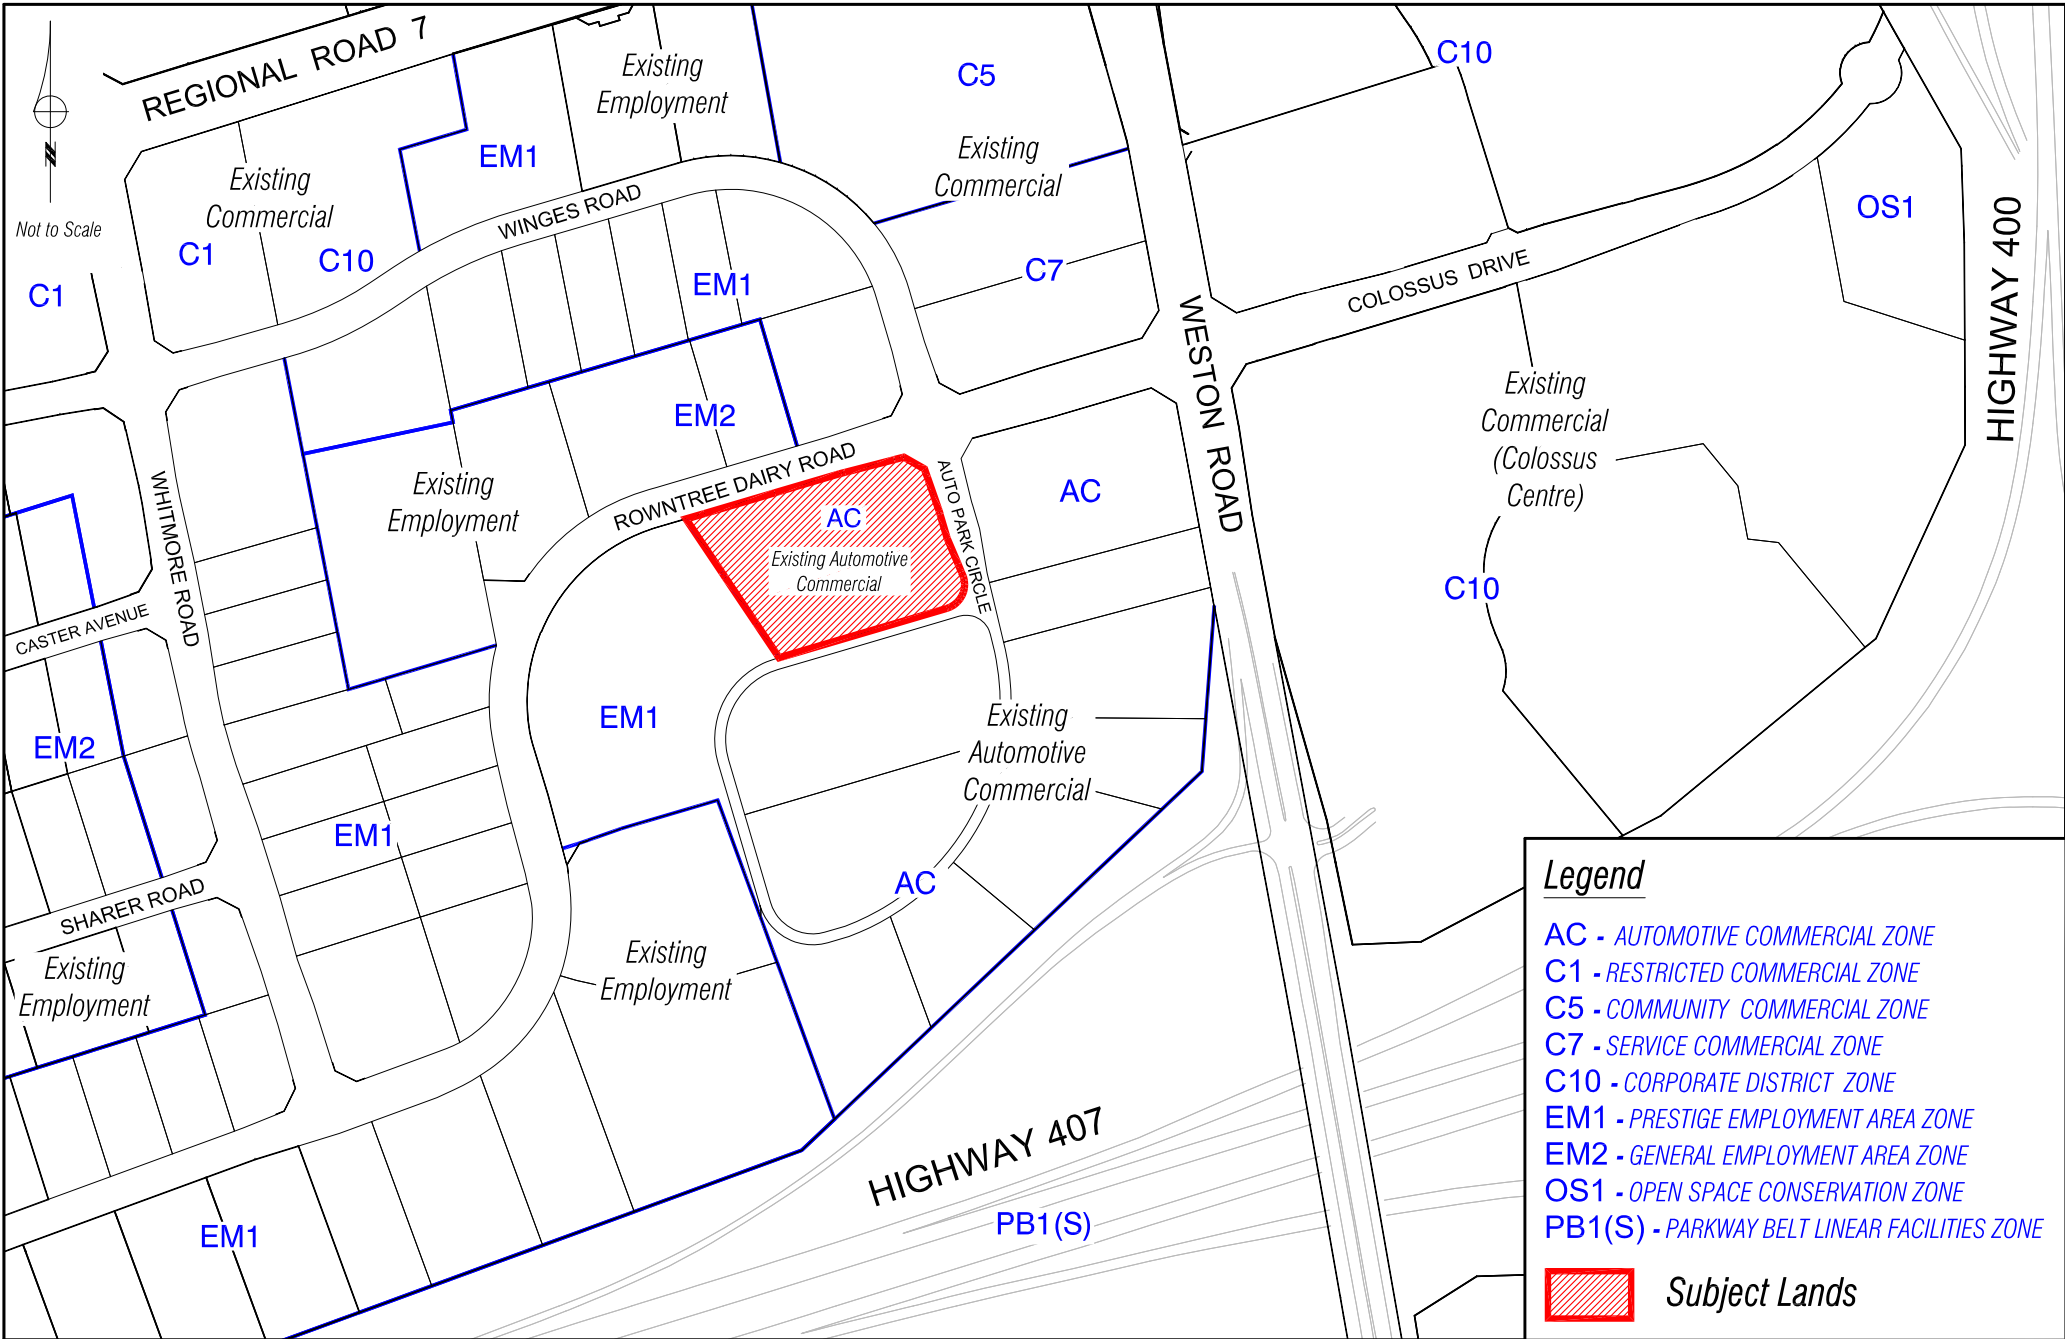 REGIONAL ROAD 7
Existing
Employment
C5
C10
EM1
Existing
Commercial
Existing
Commercial
WINGES ROAD
OS1
N
Not to Scale
C1
C10
C1
EM1
C7
COLOSSUS DRIVE
HIGHWAY 400
WESTON ROAD
Existing
Commercial
(Colossus
Centre)
EM2
ROWNTREE DAIRY ROAD
AUTO PARK CIRCLE
AC
WHITMORE ROAD
Existing
Employment
AC
Existing Automotive
Commercial
C10
CASTER AVENUE
EM1
Existing
Automotive
Commercial
EM2
EM1
AC
SHARER ROAD
Existing
Employment
Existing
Employment
HIGHWAY 407
PB1(S)
EM1
Legend
AC - AUTOMOTIVE COMMERCIAL ZONE
C1 - RESTRICTED COMMERCIAL ZONE
C5 - COMMUNITY COMMERCIAL ZONE
C7 - SERVICE COMMERCIAL ZONE
C10 - CORPORATE DISTRICT ZONE
EM1 - PRESTIGE EMPLOYMENT AREA ZONE
EM2 - GENERAL EMPLOYMENT AREA ZONE
OS1 - OPEN SPACE CONSERVATION ZONE
PB1(S) - PARKWAY BELT LINEAR FACILITIES ZONE
Subject Lands